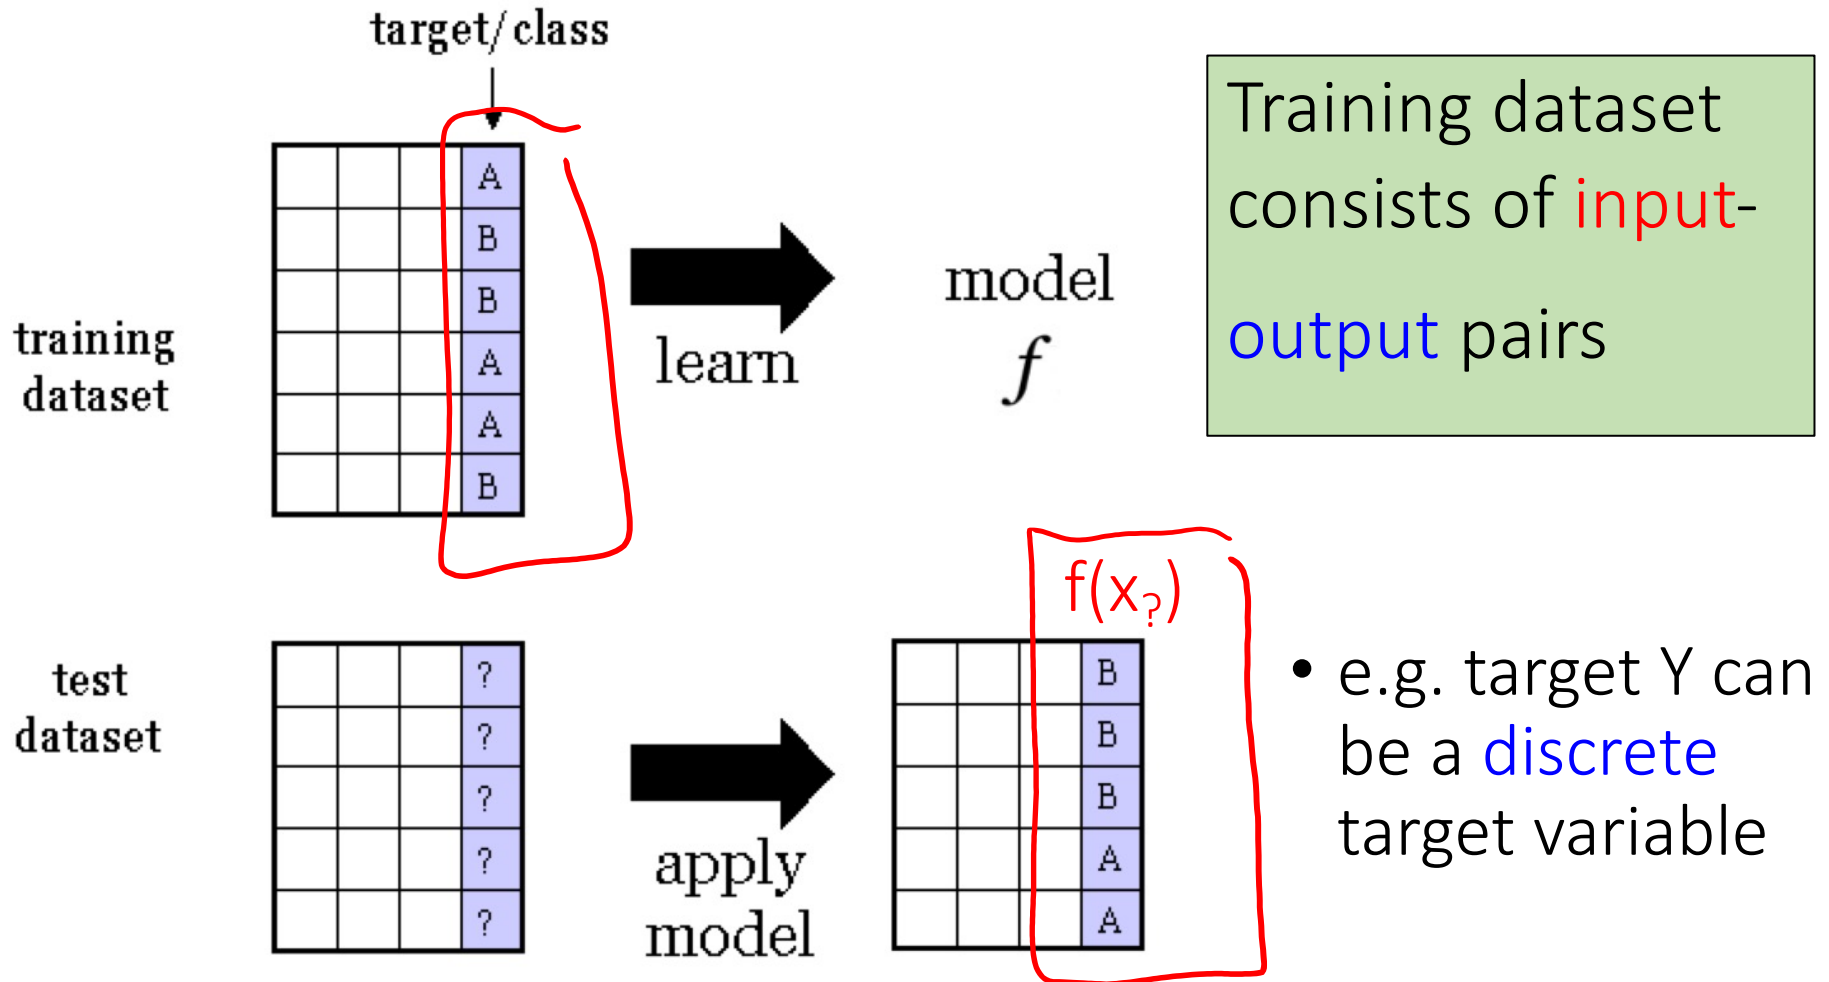 target/class
A
B
B
A
A
B
training
dataset
learn
model
f
Training dataset
consists of input-
output pairs
test
dataset
?
?
?
?
?
apply
model
f(x?)
B
B
B
A
A
• e.g. target Y can
be a discrete
target variable